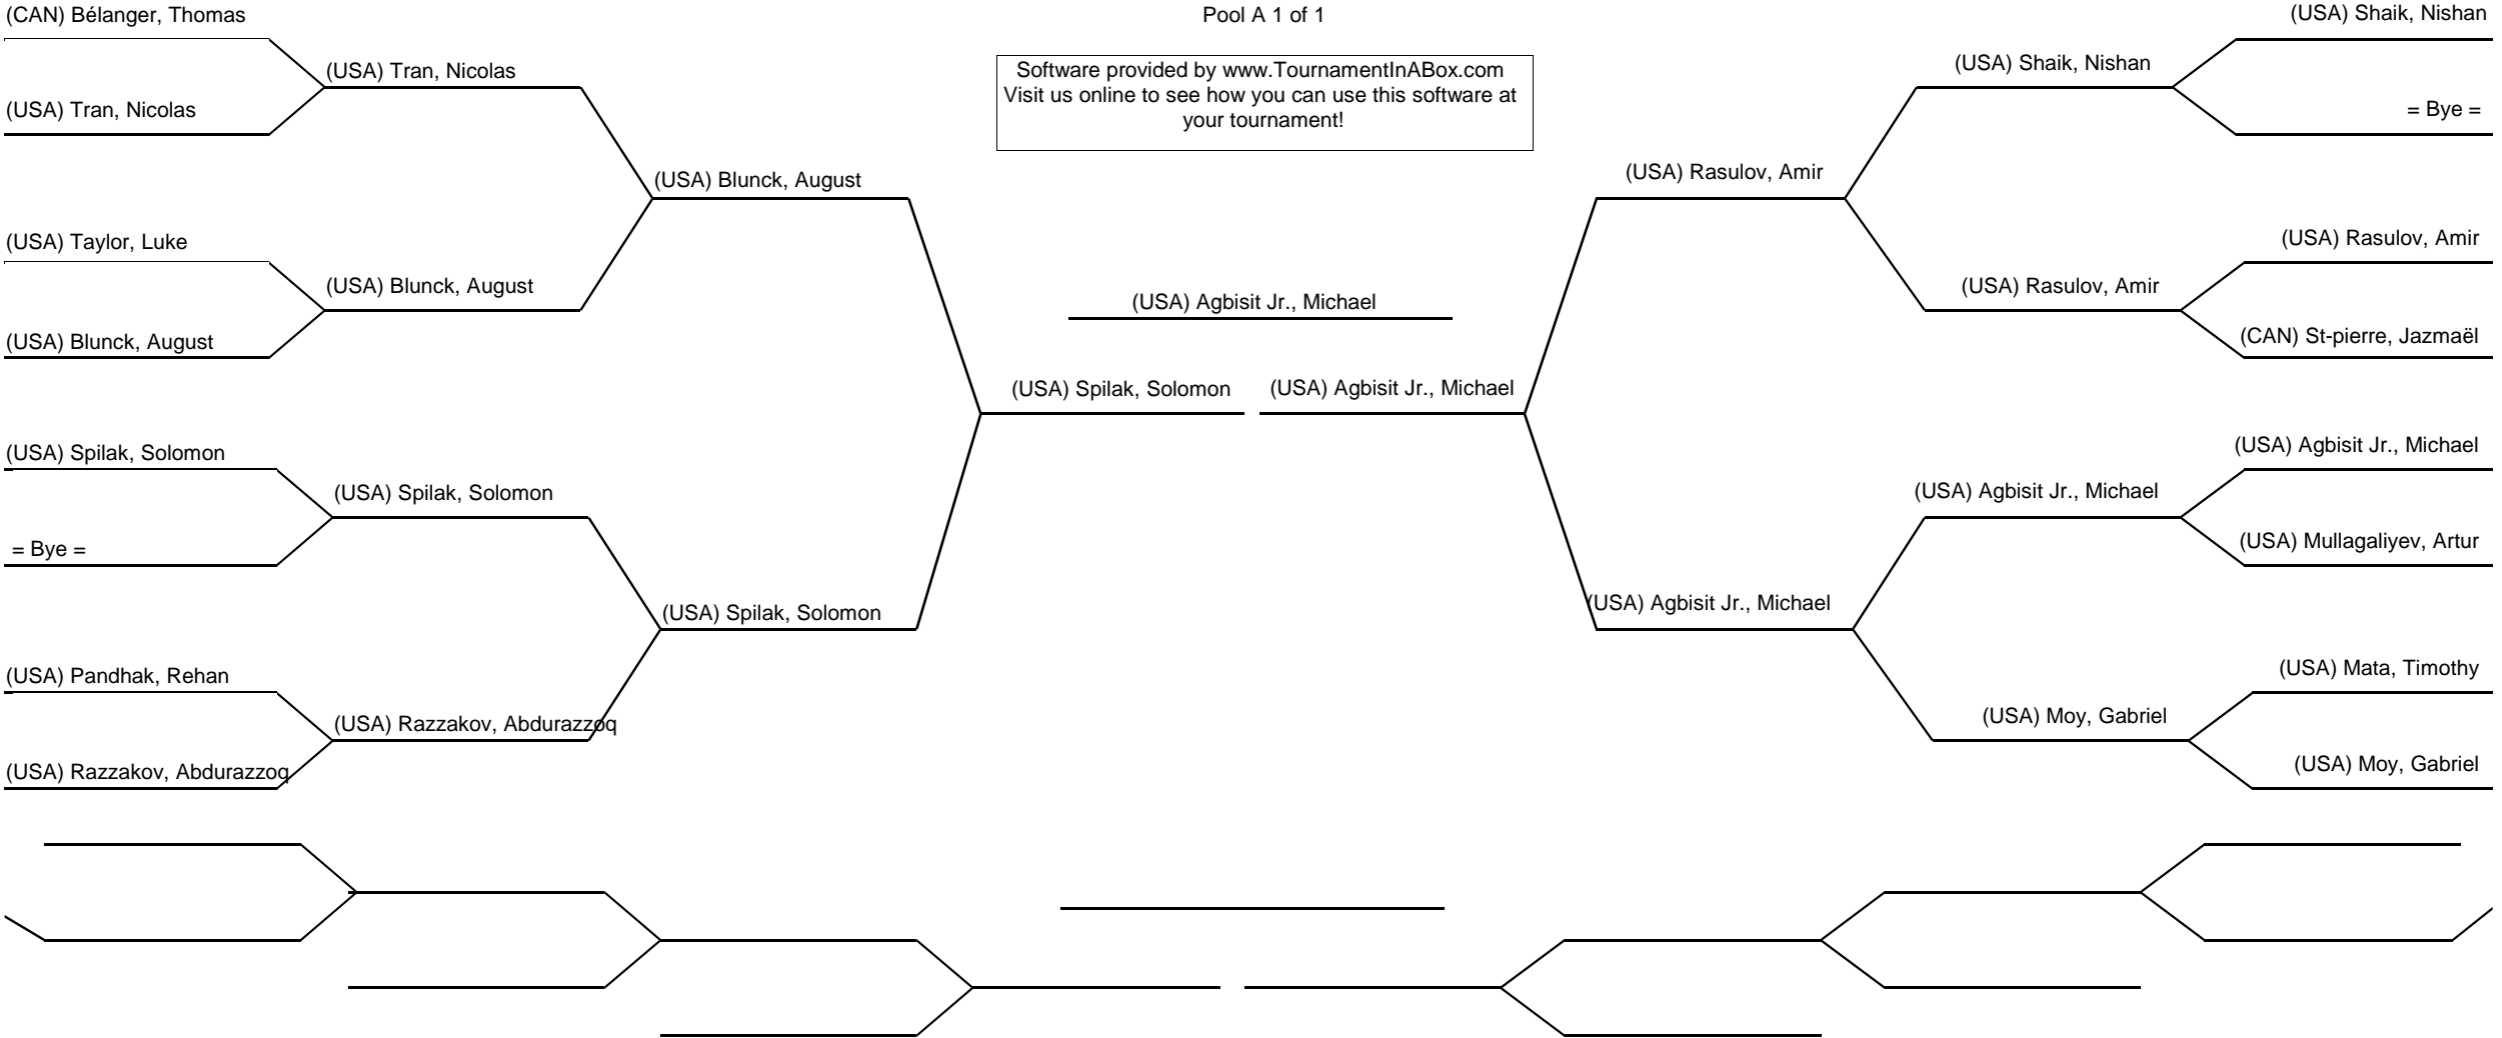 (CAN) Bélanger, Thomas
(USA) Tran, Nicolas
(USA) Taylor, Luke
(USA) Blunck, August
(USA) Spilak, Solomon
= Bye =
(USA) Pandhak, Rehan
(USA) Razzakov, Abdurazzoq
(USA) Tran, Nicolas
(USA) Blunck, August
(USA) Spilak, Solomon
(USA) Razzakov, Abdurazzoq
(USA) Blunck, August
(USA) Spilak, Solomon
Pool A 1 of 1
Software provided by www.TournamentInABox.com
Visit us online to see how you can use this software at
your tournament!
(USA) Agbisit Jr., Michael
(USA) Spilak, Solomon
(USA) Agbisit Jr., Michael
(USA) Rasulov, Amir
(USA) Agbisit Jr., Michael
(USA) Shaik, Nishan
(USA) Rasulov, Amir
(USA) Agbisit Jr., Michael
(USA) Moy, Gabriel
(USA) Shaik, Nishan
= Bye =
(USA) Rasulov, Amir
(CAN) St-pierre, Jazmaël
(USA) Agbisit Jr., Michael
(USA) Mullagaliyev, Artur
(USA) Mata, Timothy
(USA) Moy, Gabriel